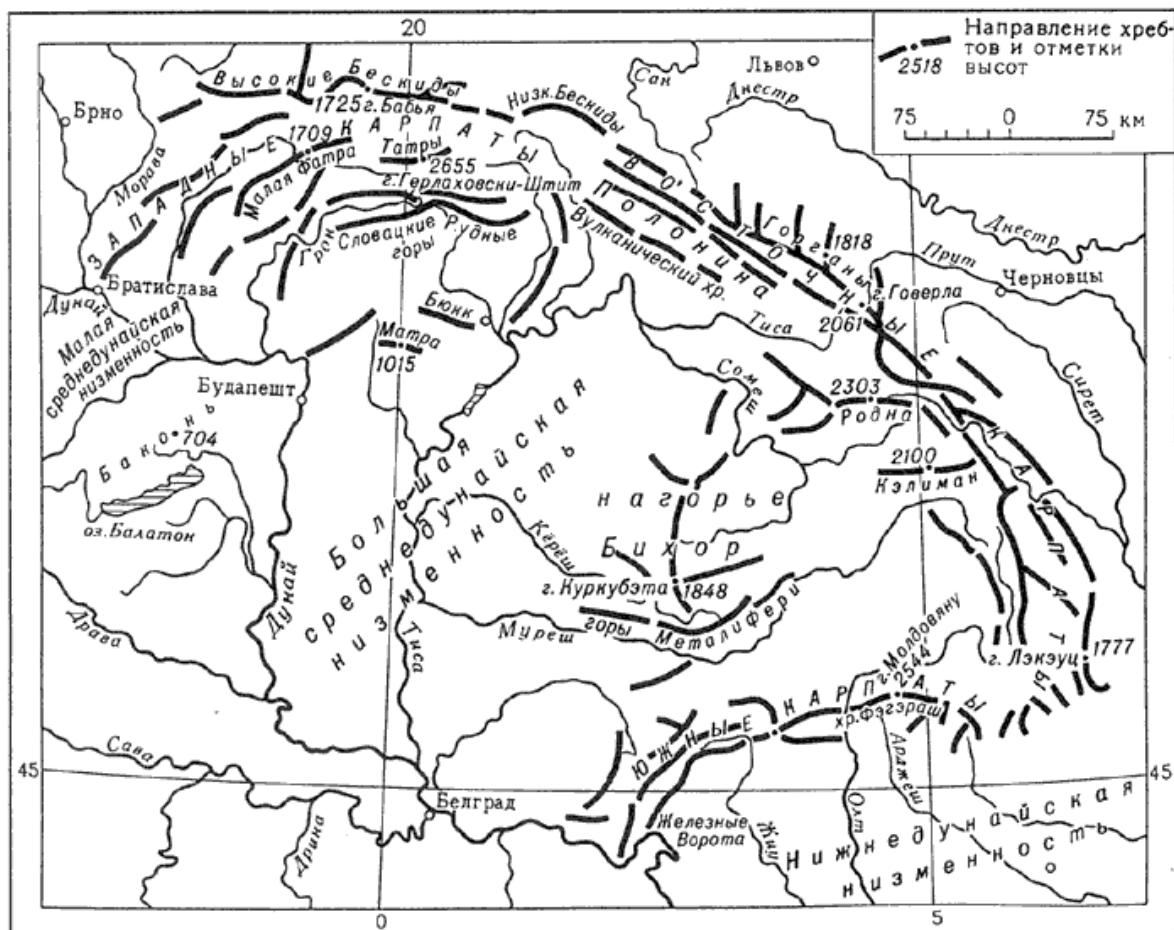 20
Направление хреб-
тов и отметки
высот
2518
75 0 75 км
Львов
Сан
Днестр
Высокие Бескиды
1725 г. Бабья
Низк. Бескиды
Брно
Морава
ЗАПАДНЫЕ КАРПАТЫ
1709
Малая Фатра
Татры
2655
г. Герлаховски-Штит
Грон
Словацкие Рудные
горы
ВОСТОЧНЫЕ КАРПАТЫ
Полонина
Вулканический хр.
Горганы
1818
Днестр
Прут
Черновцы
г. Говерла
2061
Тиса
Братислава
Дунай
Малая
среднедунайская
низменность
Бюкк
Матра
1015
Будапешт
Сомеш
2303
Родна
Сирет
2100
Кэлиман
Баконь
704
оз. Балатон
Большая
среднедунайская
низменность
нагорье
Бихор
Кёрёш
г. Куркубэта
1848
горы Металифери
Муреш
Дунай
Тиса
Драва
г. Молдовяну
2544
г. Лэкэуц
1777
ЮЖНЫЕ КАРПАТЫ
хр. Фэгэраш
Сава
45
45
Белград
Дрина
Железные
Ворота
Жиу
Олт
Арджеш
Нижнедунайская
низменность
0
5